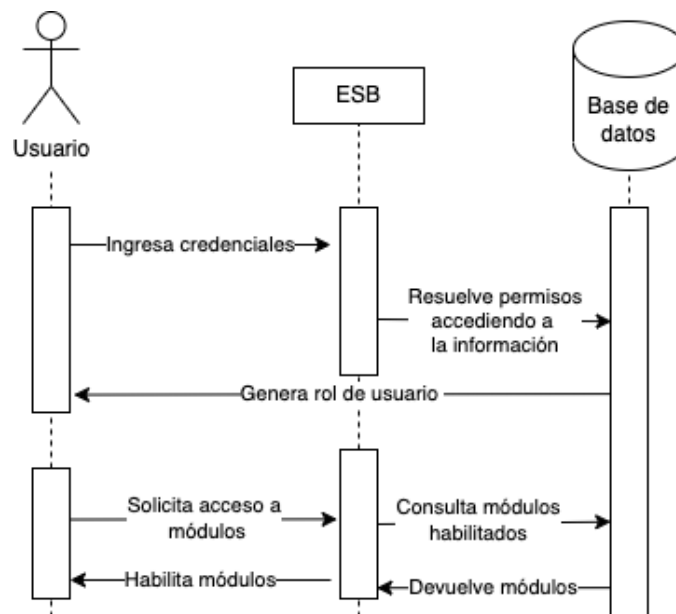 Usuario
ESB
Base de
datos
Ingresa credenciales
Resuelve permisos
accediendo a
la información
Genera rol de usuario
Solicita acceso a
módulos
Consulta módulos
habilitados
Habilita módulos
Devuelve módulos